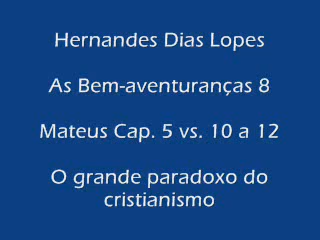 Hernandes Dias Lopes
As Bem-aventuranças 8
Mateus Cap. 5 vs. 10 a 12
O grande paradoxo do
cristianismo